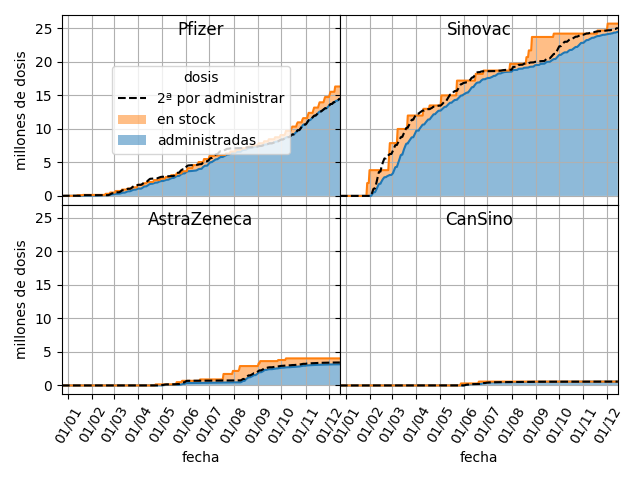 Pfizer
Sinovac
millones de dosis
25
20
15
10
5
0
dosis
2ª por administrar
en stock
administradas
AstraZeneca
CanSino
millones de dosis
25
20
15
10
5
0
01/01 01/02 01/03 01/04 01/05 01/06 01/07 01/08 01/09 01/10 01/11 01/12
01/01 01/02 01/03 01/04 01/05 01/06 01/07 01/08 01/09 01/10 01/11 01/12
fecha
fecha